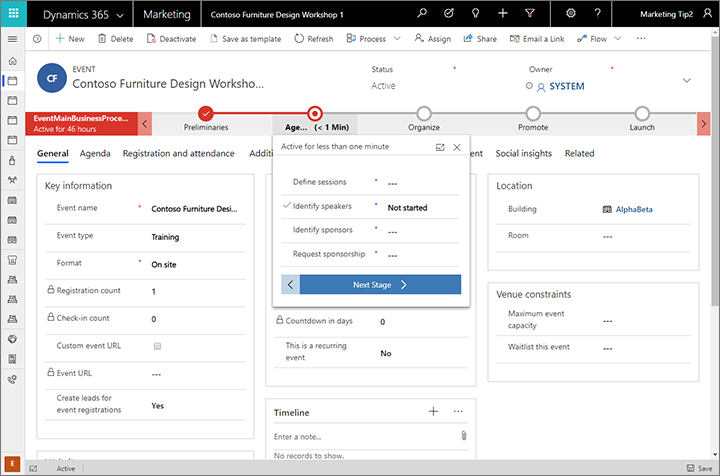 Dynamics 365 Marketing Contoso Furniture Design Workshop 1 Marketing Tip2
New Delete Deactivate Save as template Refresh Process Assign Share Email a Link Flow
CF
EVENT
Contoso Furniture Design Worksho...
Status *
Active
Owner *
SYSTEM
EventMainBusinessProce...
Active for 46 hours
Preliminaries
Age... (< 1 Min)
Organize
Promote
Launch
General Agenda Registration and attendance Additi ent Social insights Related
Key information
Event name * Contoso Furniture Desi...
Event type Training
Format * On site
Registration count 1
Check-in count 0
Custom event URL
Event URL ---
Create leads for
event registrations Yes
Active for less than one minute
Define sessions * ---
Identify speakers * Not started
Identify sponsors * ---
Request sponsorship * ---
Next Stage
Countdown in days 0
This is a recurring
event No
Timeline
Enter a note...
No records to show.
Location
Building AlphaBeta
Room ---
Venue constraints
Maximum event
capacity ---
Waitlist this event ---
E
Active
Save